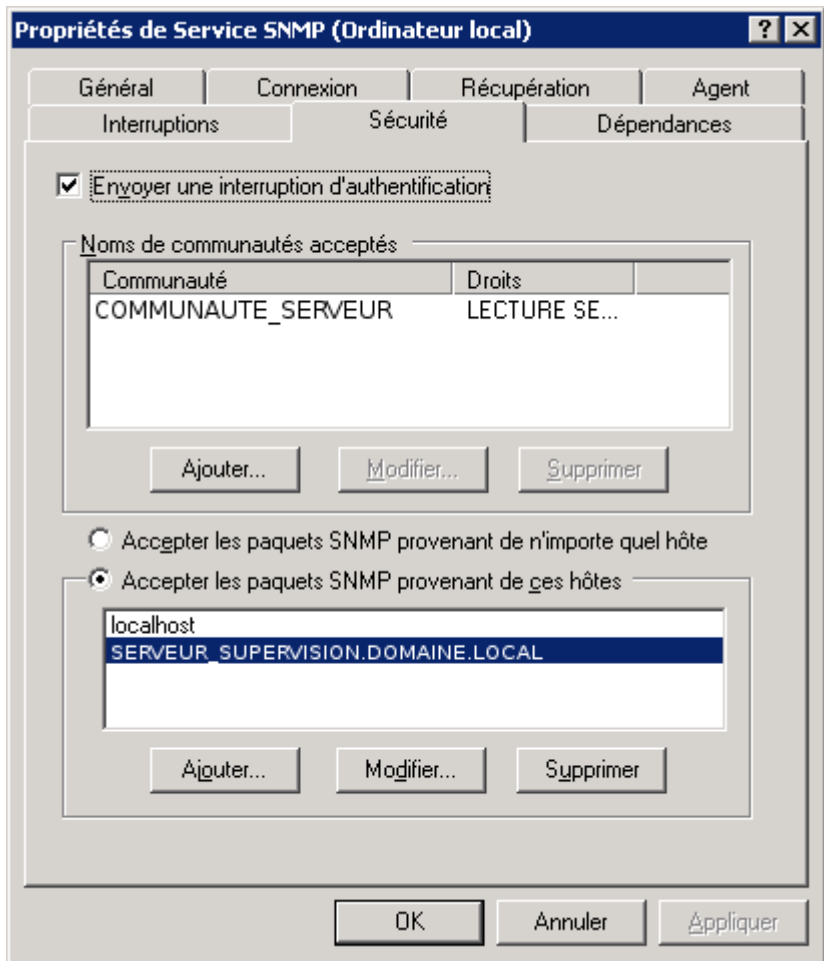 Propriétés de Service SNMP (Ordinateur local)
Général Connexion Récupération Agent
Interruptions Sécurité Dépendances
Envoyer une interruption d'authentification
Noms de communautés acceptés
Communauté Droits
COMMUNAUTE_SERVEUR LECTURE SE...
Ajouter... Modifier... Supprimer
Accepter les paquets SNMP provenant de n'importe quel hôte
Accepter les paquets SNMP provenant de ces hôtes
localhost
SERVEUR_SUPERVISION.DOMAINE.LOCAL
Ajouter... Modifier... Supprimer
OK Annuler Appliquer